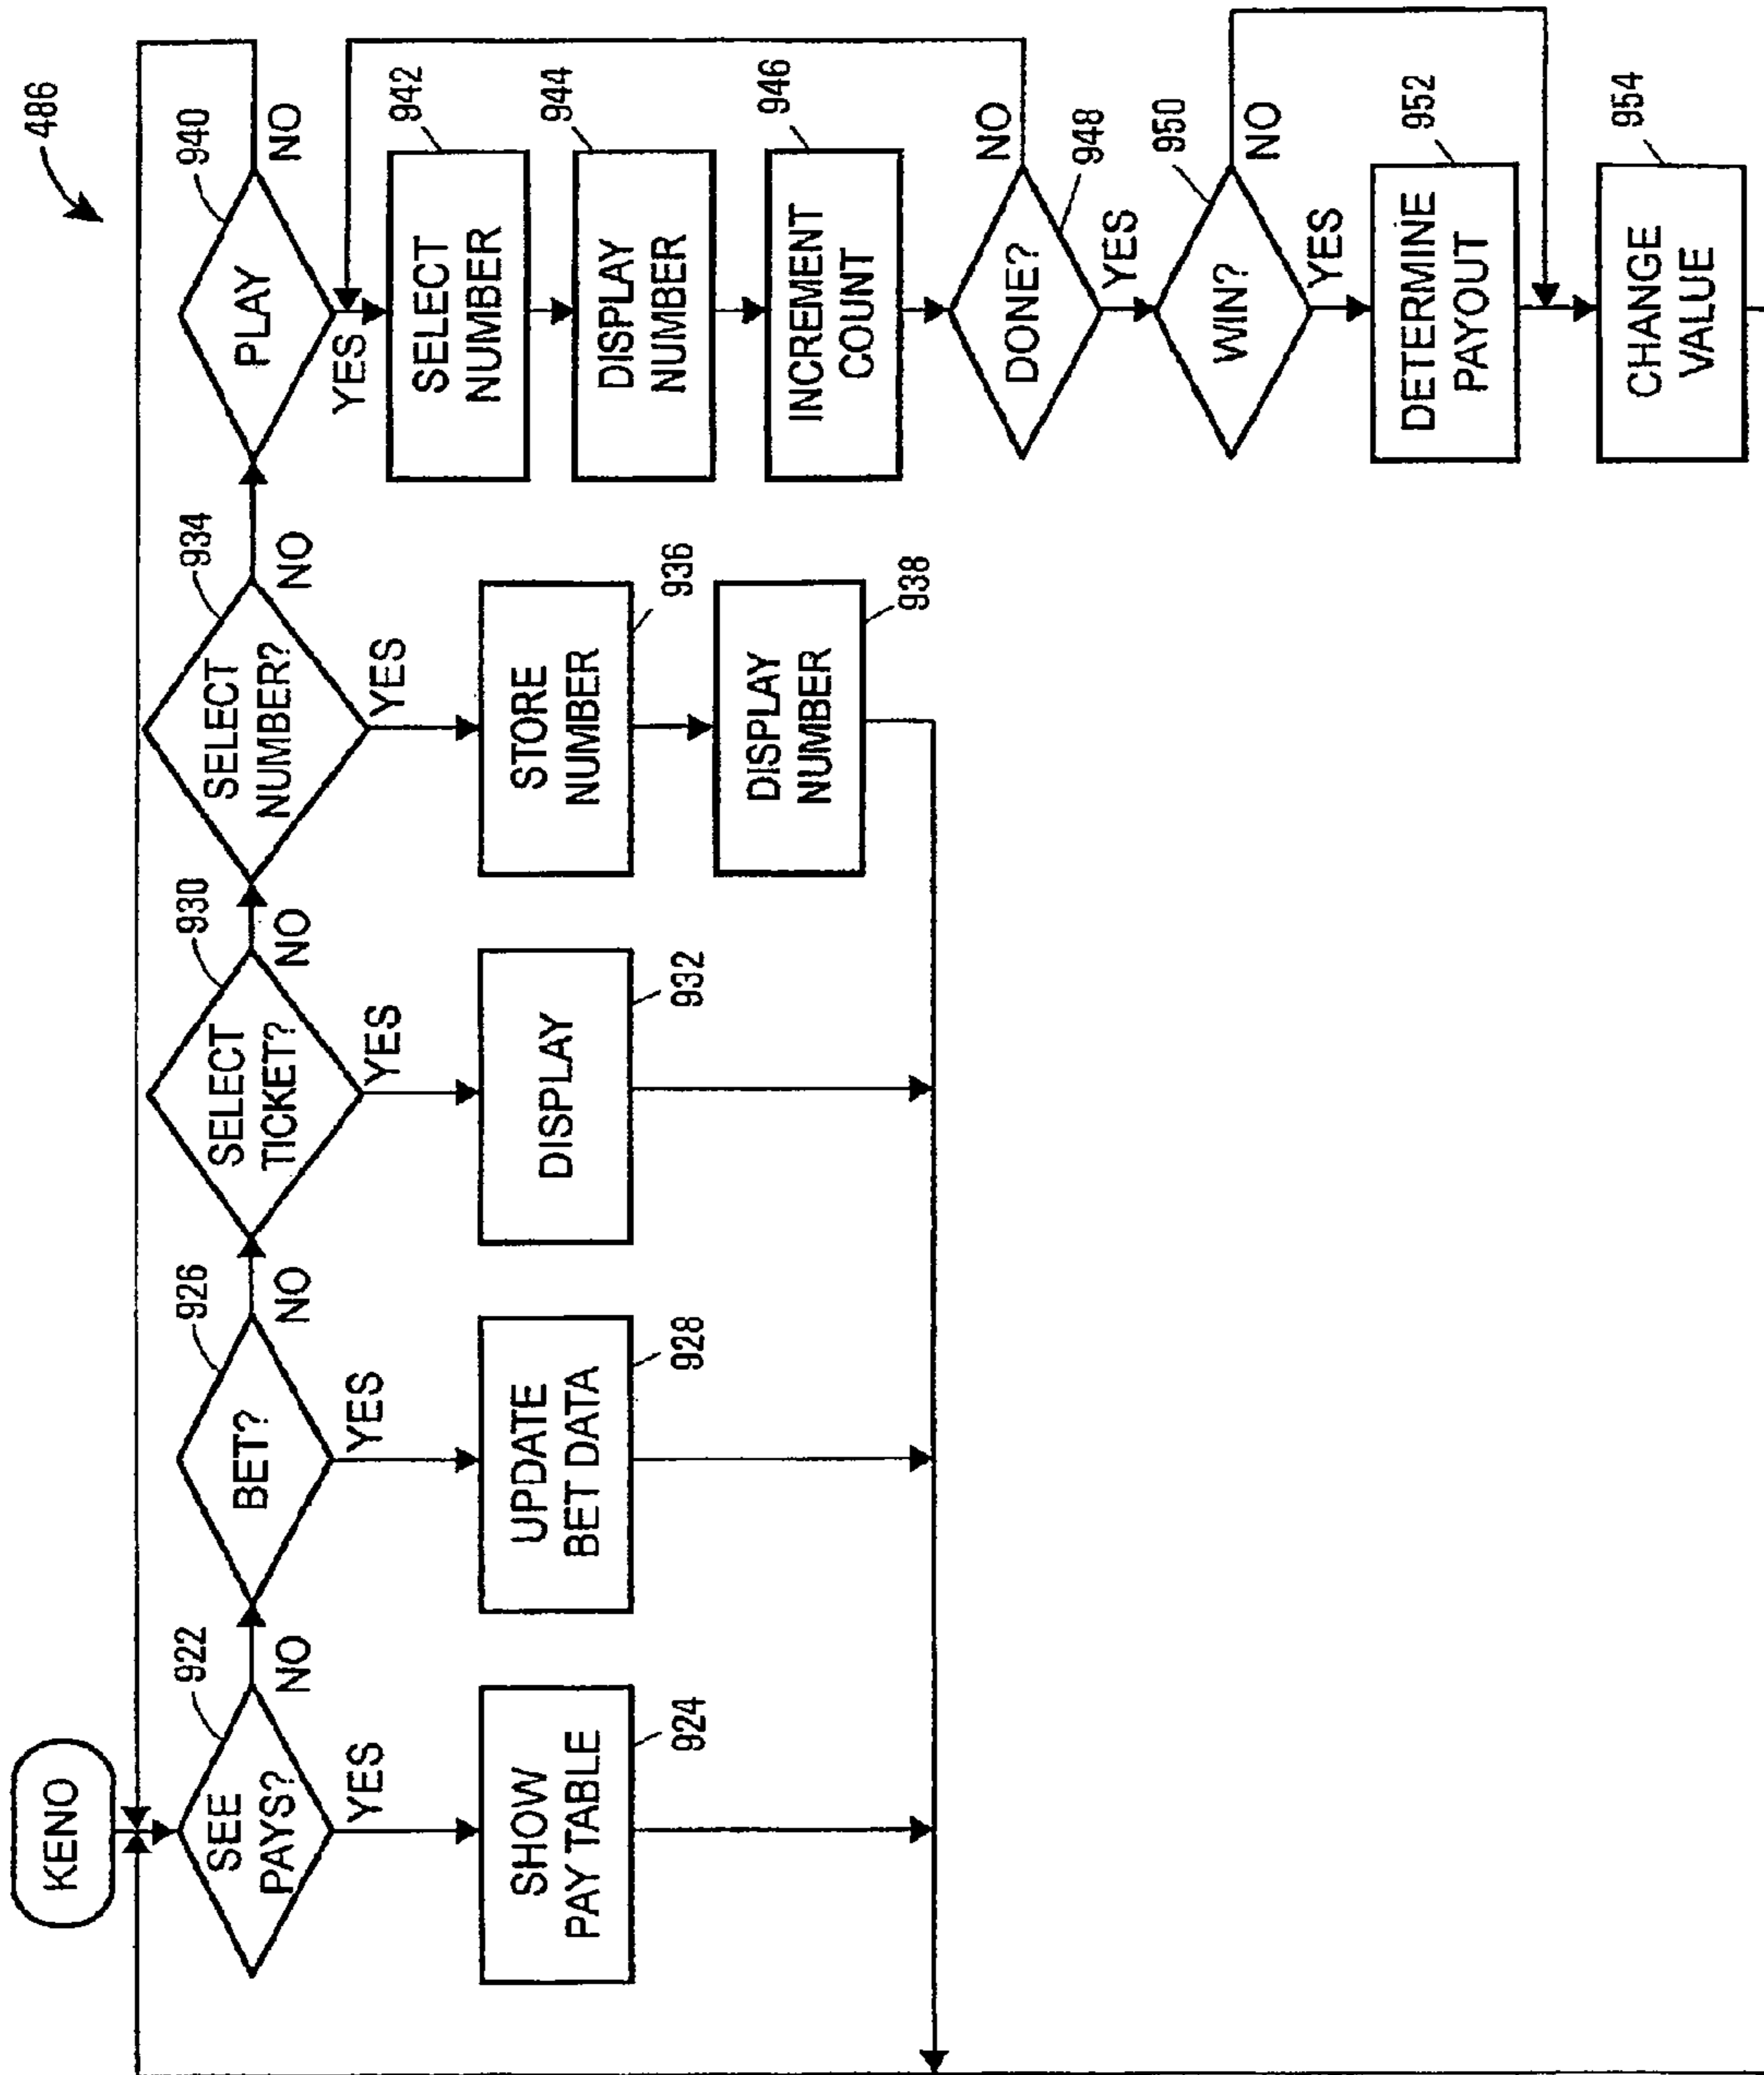 486
KENO
SEE
PAYS?
922
NO
YES
SHOW
PAY TABLE
924
BET?
926
NO
YES
UPDATE
BET DATA
928
SELECT
TICKET?
930
NO
YES
DISPLAY
932
SELECT
NUMBER?
934
NO
YES
STORE
NUMBER
936
DISPLAY
NUMBER
938
PLAY
940
NO
YES
SELECT
NUMBER
942
DISPLAY
NUMBER
944
INCREMENT
COUNT
946
DONE?
948
NO
YES
WIN?
950
NO
YES
DETERMINE
PAYOUT
952
CHANGE
VALUE
954